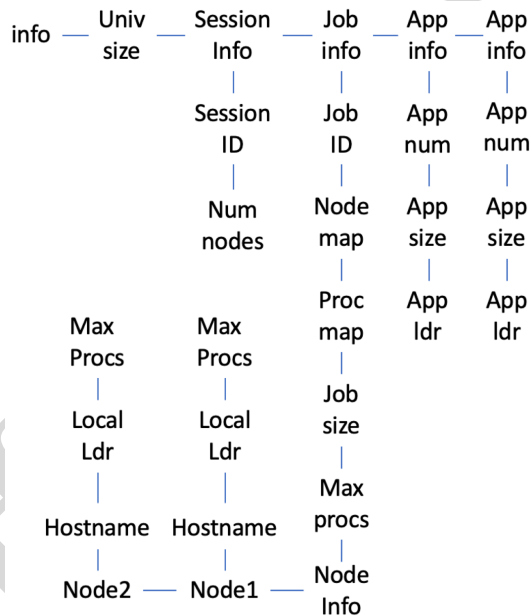 info
Univ
size
Session
Info
Job
info
App
info
App
info
Session
ID
Job
ID
App
num
App
num
Num
nodes
Node
map
App
size
App
size
Max
Procs
Max
Procs
Proc
map
App
ldr
App
ldr
Local
Ldr
Local
Ldr
Job
size
Max
procs
Hostname
Hostname
Node2
Node1
Node
Info